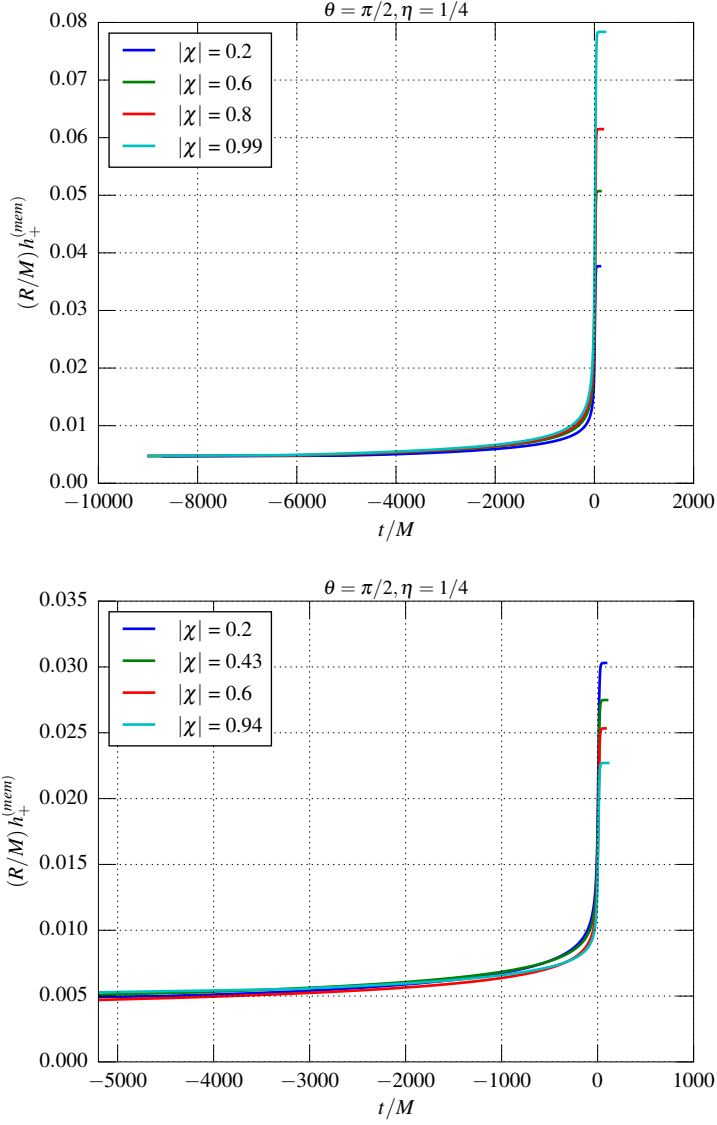 θ = π/2, η = 1/4
0.08
0.07
0.06
0.05
0.04
0.03
0.02
0.01
0.00
(R/M) h₊⁽ᵐᵉᵐ⁾
|χ| = 0.2
|χ| = 0.6
|χ| = 0.8
|χ| = 0.99
−10000 −8000 −6000 −4000 −2000 0 2000
t/M
θ = π/2, η = 1/4
0.035
0.030
0.025
0.020
0.015
0.010
0.005
0.000
(R/M) h₊⁽ᵐᵉᵐ⁾
|χ| = 0.2
|χ| = 0.43
|χ| = 0.6
|χ| = 0.94
−5000 −4000 −3000 −2000 −1000 0 1000
t/M